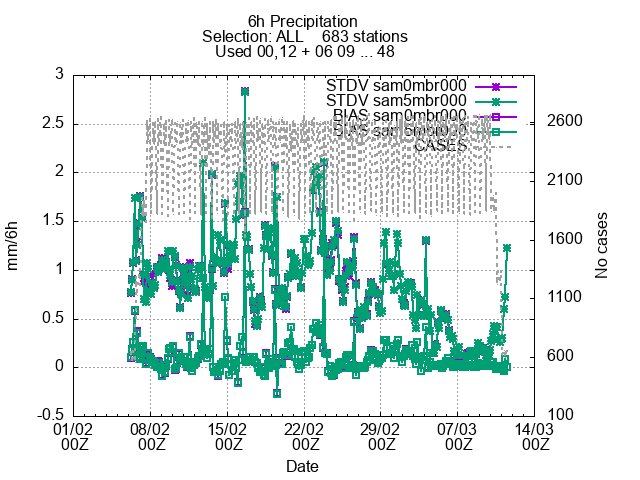 6h Precipitation
Selection: ALL    683 stations
Used 00,12 + 06 09 ... 48
STDV sam0mbr000
STDV sam5mbr000
BIAS sam0mbr000
BIAS sam5mbr000
CASES
3
2.5
2
1.5
1
0.5
0
-0.5
mm/6h
2600
2100
1600
1100
600
100
No cases
01/02 08/02 15/02 22/02 29/02 07/03 14/03
00Z 00Z 00Z 00Z 00Z 00Z 00Z
Date